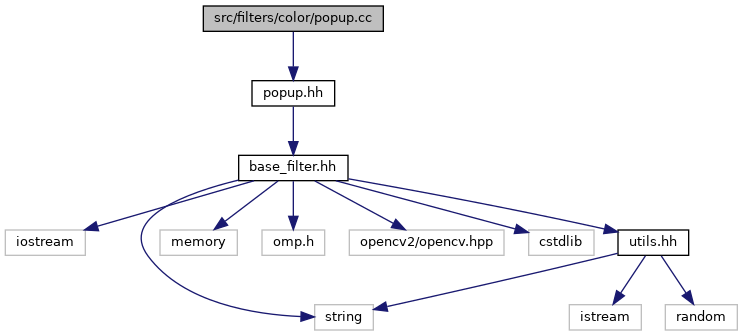 src/filters/color/popup.cc
popup.hh
base_filter.hh
iostream
memory
omp.h
opencv2/opencv.hpp
cstdlib
utils.hh
string
istream
random